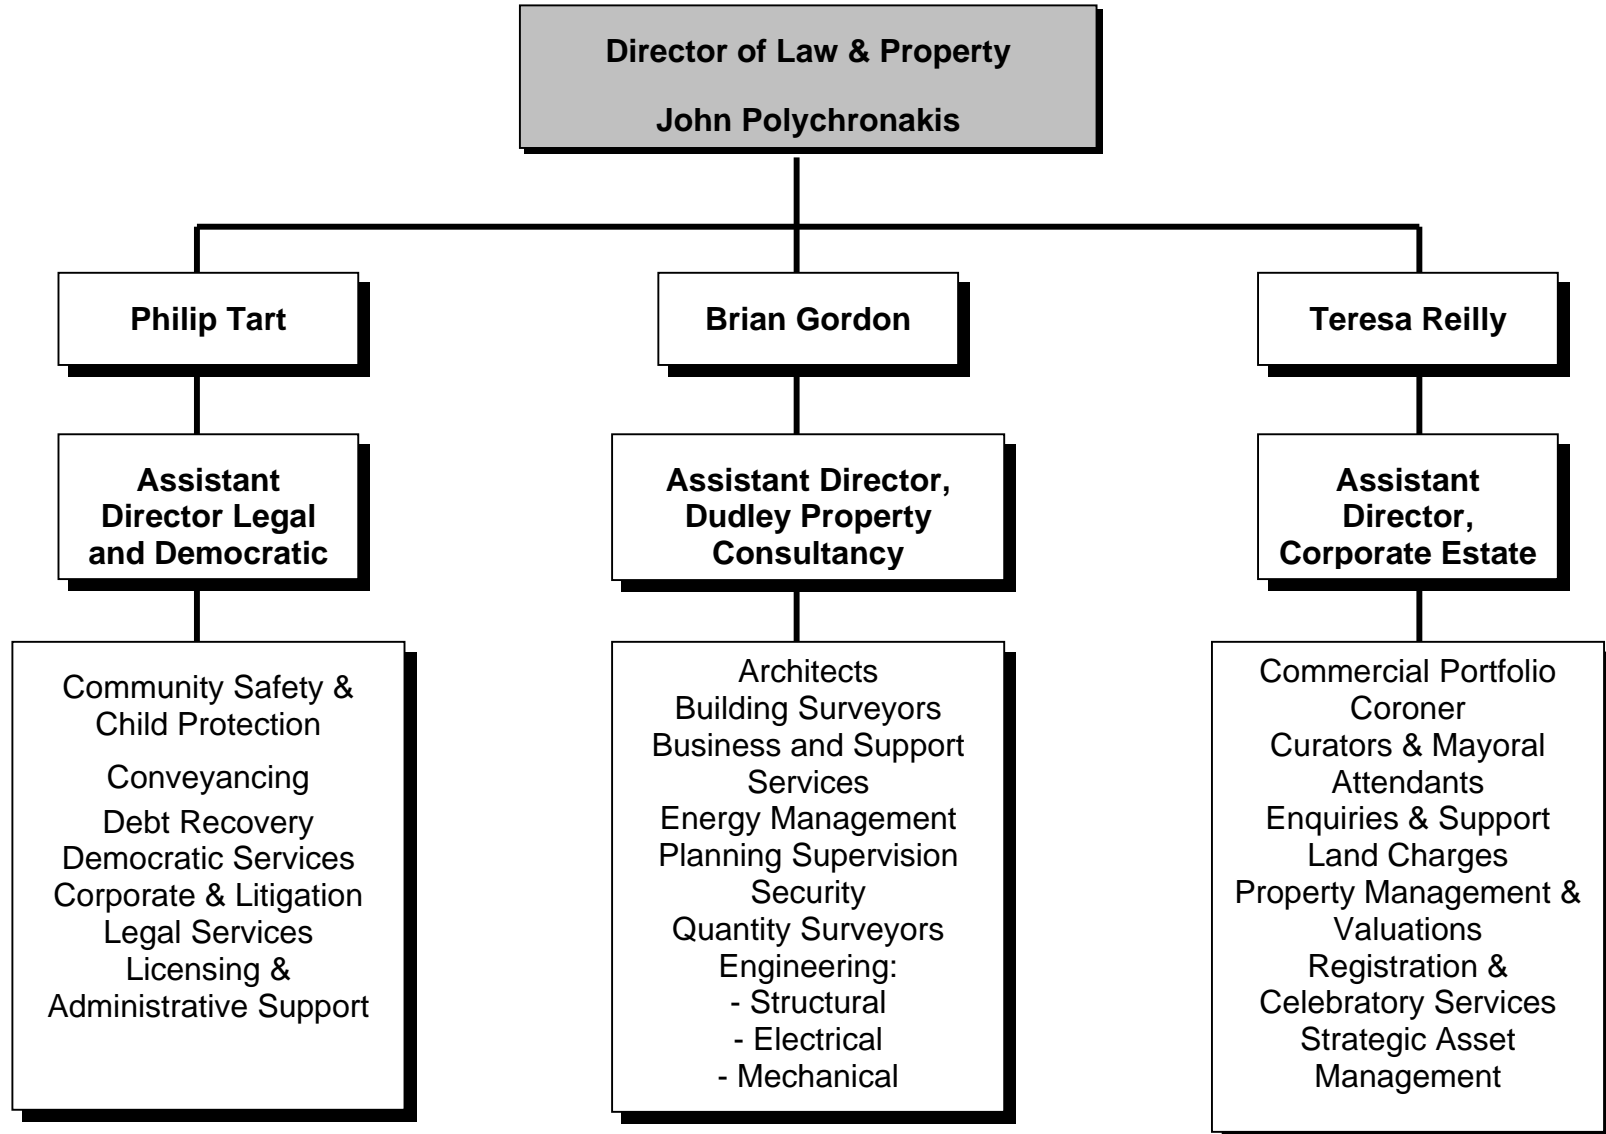 Director of Law & Property
John Polychronakis
Philip Tart
Brian Gordon
Teresa Reilly
Assistant
Director Legal
and Democratic
Assistant Director,
Dudley Property
Consultancy
Assistant
Director,
Corporate Estate
Community Safety &
Child Protection
Conveyancing
Debt Recovery
Democratic Services
Corporate & Litigation
Legal Services
Licensing &
Administrative Support
Architects
Building Surveyors
Business and Support
Services
Energy Management
Planning Supervision
Security
Quantity Surveyors
Engineering:
- Structural
- Electrical
- Mechanical
Commercial Portfolio
Coroner
Curators & Mayoral
Attendants
Enquiries & Support
Land Charges
Property Management &
Valuations
Registration &
Celebratory Services
Strategic Asset
Management